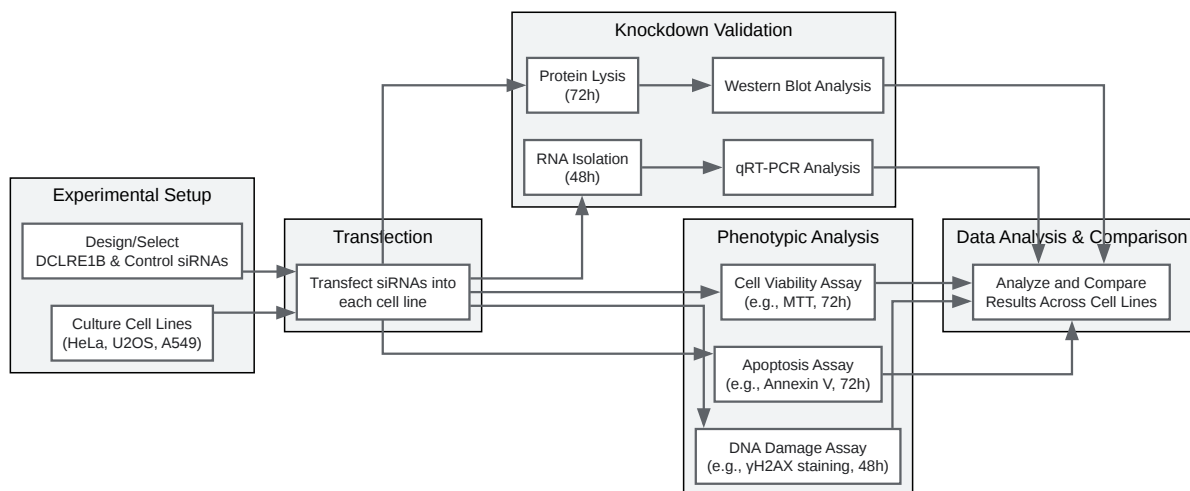 Knockdown Validation
Protein Lysis
(72h)
Western Blot Analysis
RNA Isolation
(48h)
qRT-PCR Analysis
Experimental Setup
Design/Select
DCLRE1B & Control siRNAs
Culture Cell Lines
(HeLa, U2OS, A549)
Transfection
Transfect siRNAs into
each cell line
Phenotypic Analysis
Cell Viability Assay
(e.g., MTT, 72h)
Apoptosis Assay
(e.g., Annexin V, 72h)
DNA Damage Assay
(e.g., γH2AX staining, 48h)
Data Analysis & Comparison
Analyze and Compare
Results Across Cell Lines